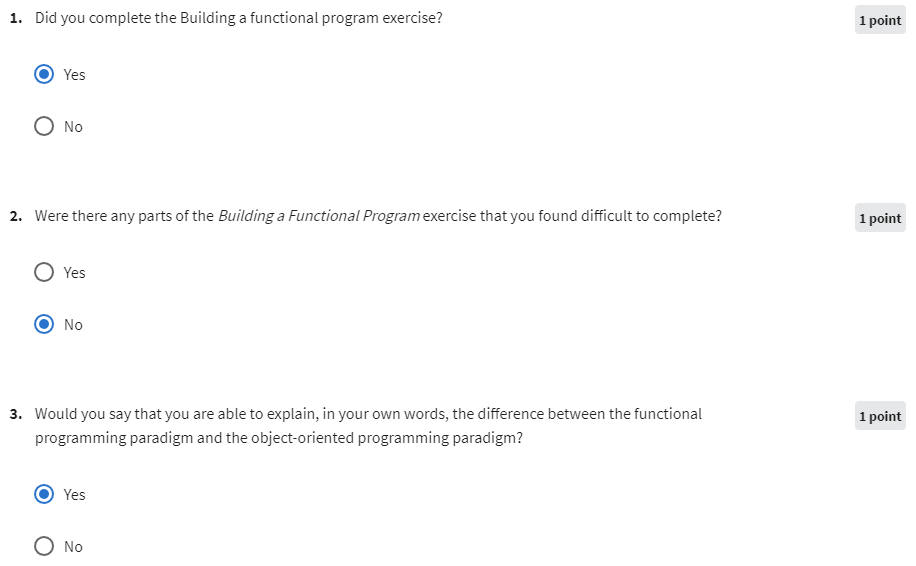 1. Did you complete the Building a functional program exercise?
1 point
Yes
No
2. Were there any parts of the Building a Functional Program exercise that you found difficult to complete?
1 point
Yes
No
3. Would you say that you are able to explain, in your own words, the difference between the functional
programming paradigm and the object-oriented programming paradigm?
1 point
Yes
No